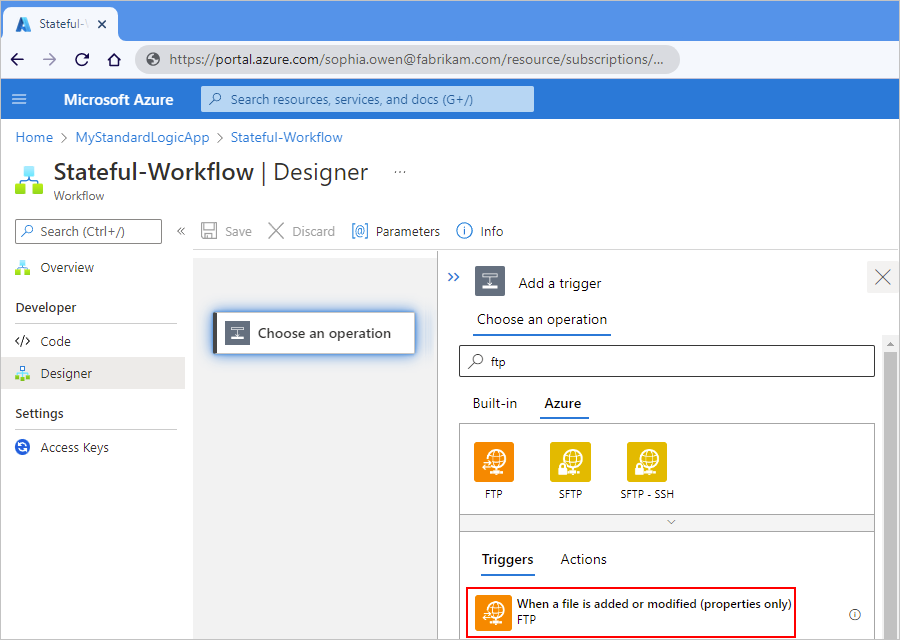 Stateful-
https://portal.azure.com/sophia.owen@fabrikam.com/resource/subscriptions/...
Microsoft Azure
Search resources, services, and docs (G+/)
Home > MyStandardLogicApp > Stateful-Workflow
Stateful-Workflow | Designer ...
Workflow
Search (Ctrl+/) «
Save Discard [@] Parameters Info
Overview
Developer
</> Code
Designer
Settings
Access Keys
Choose an operation
» Add a trigger
Choose an operation
ftp
Built-in Azure
FTP SFTP SFTP - SSH
Triggers Actions
When a file is added or modified (properties only)
FTP